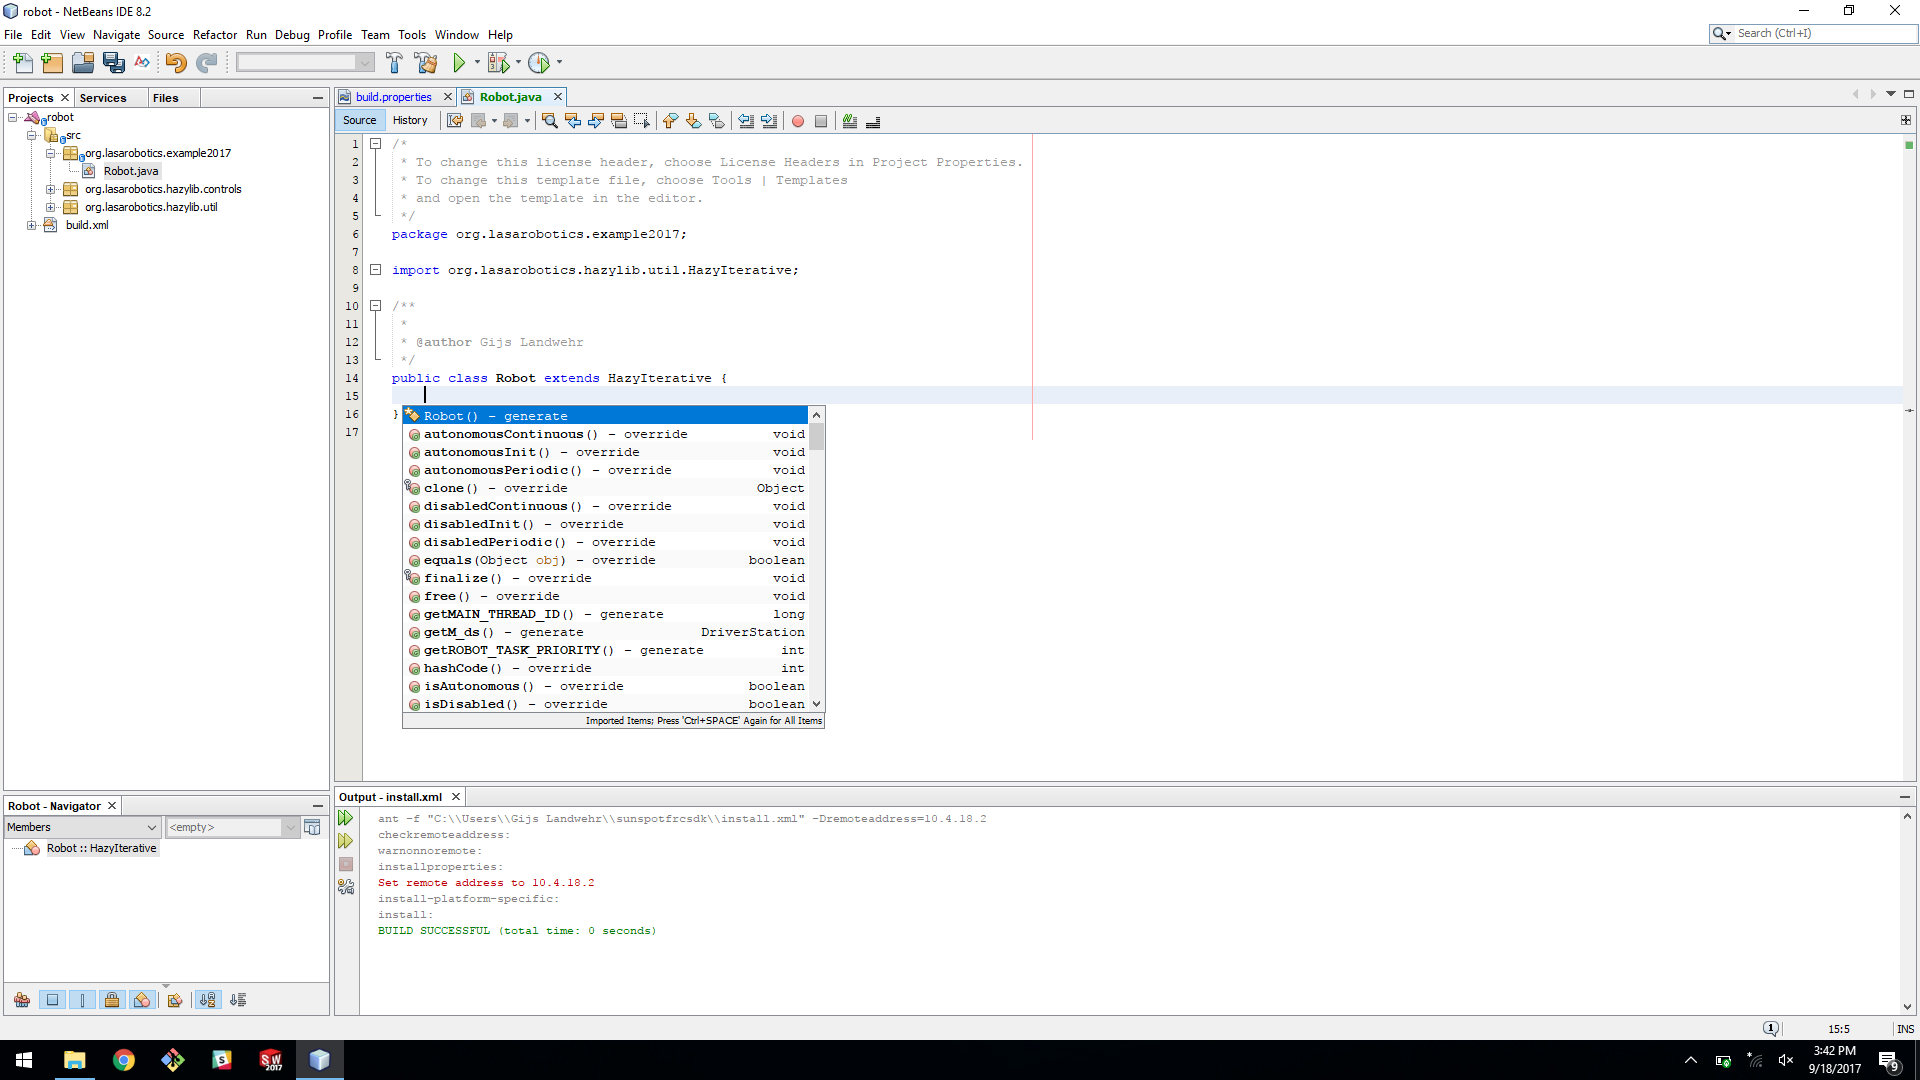 robot - NetBeans IDE 8.2
File Edit View Navigate Source Refactor Run Debug Profile Team Tools Window Help
Search (Ctrl+I)
Projects Services Files
robot
src
org.lasarobotics.example2017
Robot.java
org.lasarobotics.hazylib.controls
org.lasarobotics.hazylib.util
build.xml
build.properties Robot.java
Source History
1 /*
2 * To change this license header, choose License Headers in Project Properties.
3 * To change this template file, choose Tools | Templates
4 * and open the template in the editor.
5 */
6 package org.lasarobotics.example2017;
7
8 import org.lasarobotics.hazylib.util.HazyIterative;
9
10 /**
11 *
12 * @author Gijs Landwehr
13 */
14 public class Robot extends HazyIterative {
15
16 }
17
Robot() - generate
autonomousContinuous() - override void
autonomousInit() - override void
autonomousPeriodic() - override void
clone() - override Object
disabledContinuous() - override void
disabledInit() - override void
disabledPeriodic() - override void
equals(Object obj) - override boolean
finalize() - override void
free() - override void
getMAIN_THREAD_ID() - generate long
getM_ds() - generate DriverStation
getROBOT_TASK_PRIORITY() - generate int
hashCode() - override int
isAutonomous() - override boolean
isDisabled() - override boolean
Imported Items; Press 'Ctrl+SPACE' Again for All Items
Robot - Navigator
Members <empty>
Robot :: HazyIterative
Output - install.xml
ant -f "C:\\Users\\Gijs Landwehr\\sunspotfrcsdk\\install.xml" -Dremoteaddress=10.4.18.2
checkremoteaddress:
warnonnoremote:
installproperties:
Set remote address to 10.4.18.2
install-platform-specific:
install:
BUILD SUCCESSFUL (total time: 0 seconds)
1 15:5 INS
SW
2017
3:42 PM
9/18/2017
9